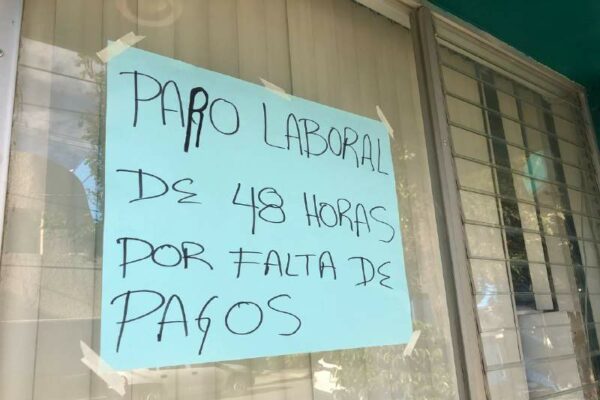 PARO LABORAL
DE 48 HORAS
POR FALTA DE
PAGOS